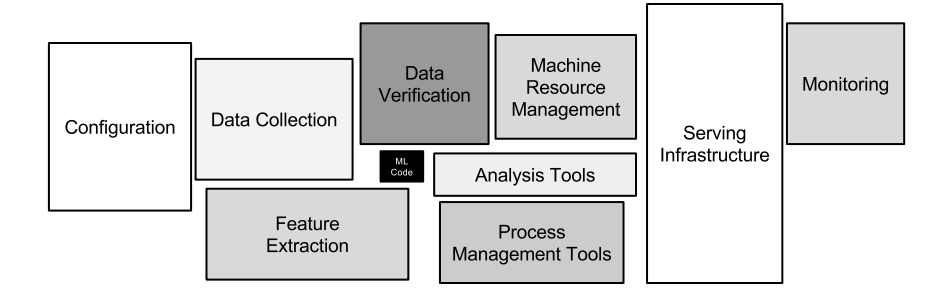 Configuration
Data Collection
Data
Verification
Machine
Resource
Management
Monitoring
Serving
Infrastructure
ML
Code
Analysis Tools
Feature
Extraction
Process
Management Tools